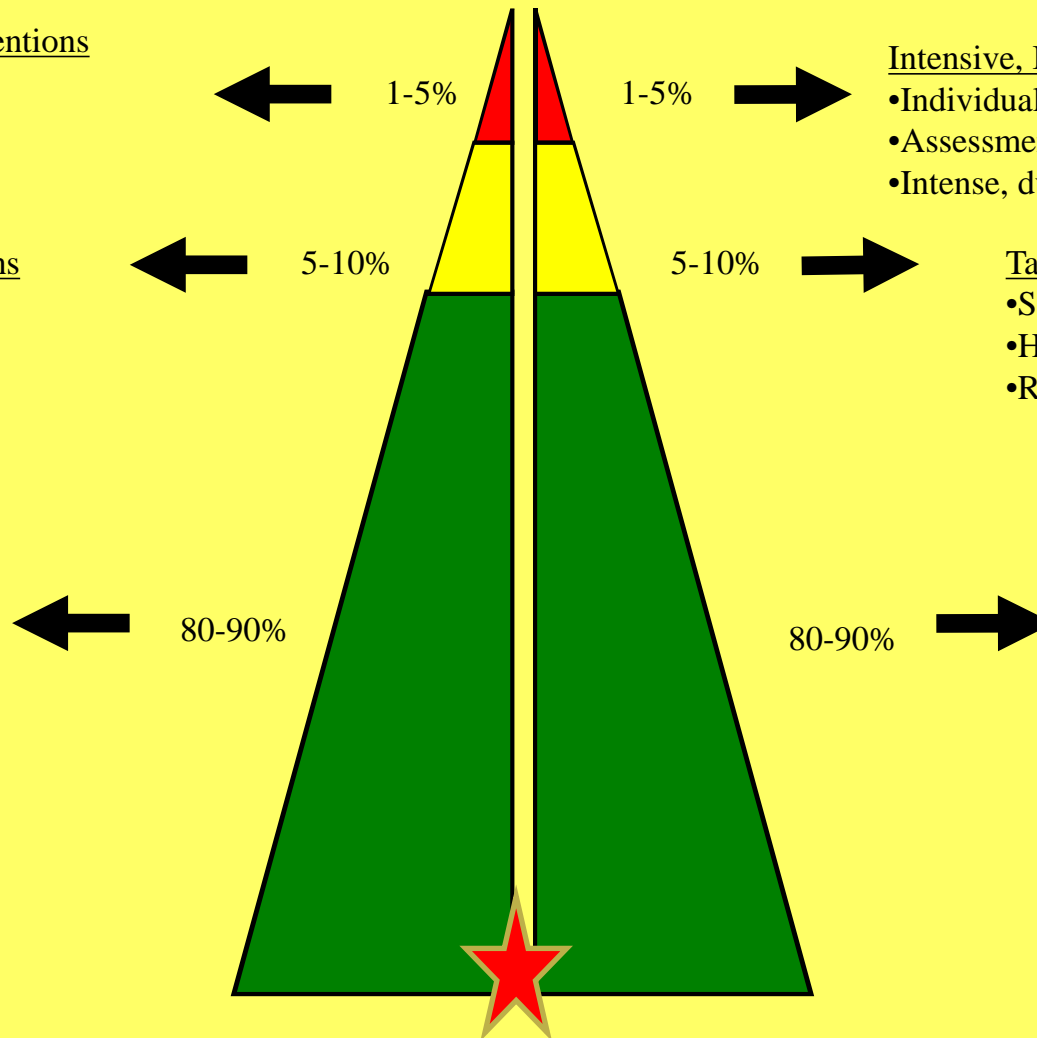 entions
1-5%
1-5%
Intensive,
•Individual
•Assessme
•Intense, d
ns
5-10%
5-10%
Ta
•S
•H
•R
80-90%
80-90%